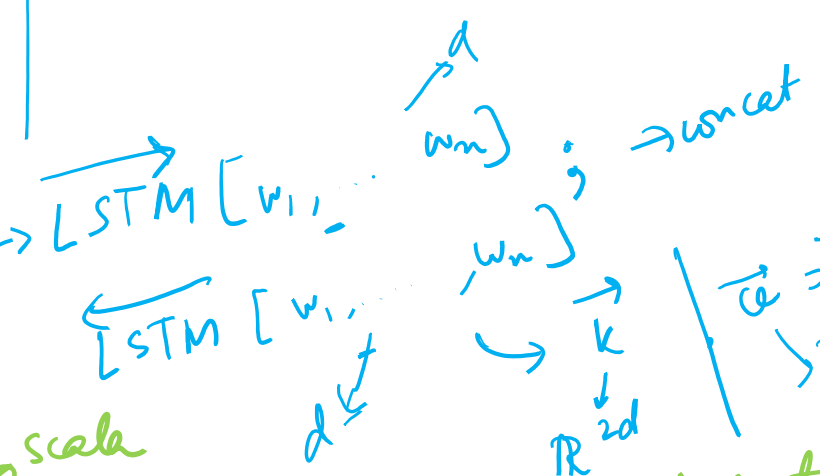 d
→ LSTM [w₁, ..... wₙ] ; → concat
LSTM [w₁, ..... , wₙ]
k
a
d
ℝ²ᵈ
scala